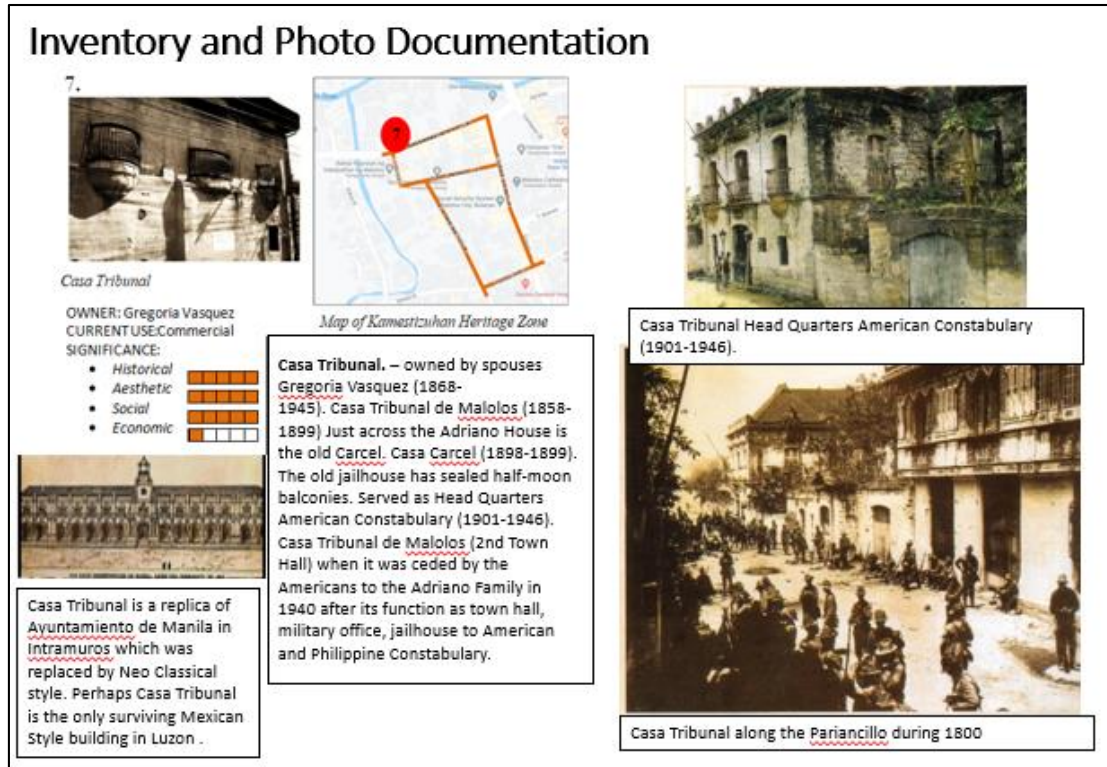 Inventory and Photo Documentation
7.
7
Casa Tribunal
OWNER: Gregoria Vasquez
CURRENT USE:Commercial
SIGNIFICANCE:
• Historical
• Aesthetic
• Social
• Economic
Map of Kamestizuhan Heritage Zone
Casa Tribunal. – owned by spouses
Gregoria Vasquez (1868-
1945). Casa Tribunal de Malolos (1858-
1899) Just across the Adriano House is
the old Carcel. Casa Carcel (1898-1899).
The old jailhouse has sealed half-moon
balconies. Served as Head Quarters
American Constabulary (1901-1946).
Casa Tribunal de Malolos (2nd Town
Hall) when it was ceded by the
Americans to the Adriano Family in
1940 after its function as town hall,
military office, jailhouse to American
and Philippine Constabulary.
Casa Tribunal is a replica of
Ayuntamiento de Manila in
Intramuros which was
replaced by Neo Classical
style. Perhaps Casa Tribunal
is the only surviving Mexican
Style building in Luzon .
Casa Tribunal Head Quarters American Constabulary
(1901-1946).
Casa Tribunal along the Pariancillo during 1800